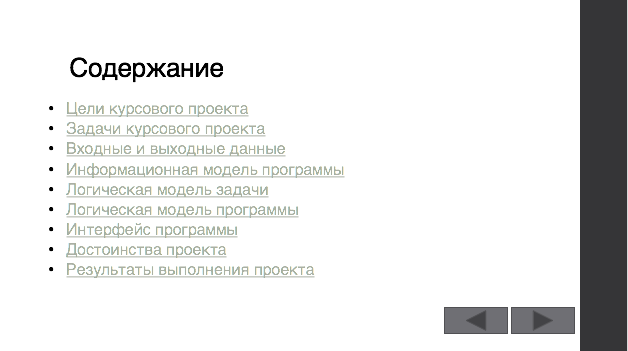 Содержание
• Цели курсового проекта
• Задачи курсового проекта
• Входные и выходные данные
• Информационная модель программы
• Логическая модель задачи
• Логическая модель программы
• Интерфейс программы
• Достоинства проекта
• Результаты выполнения проекта